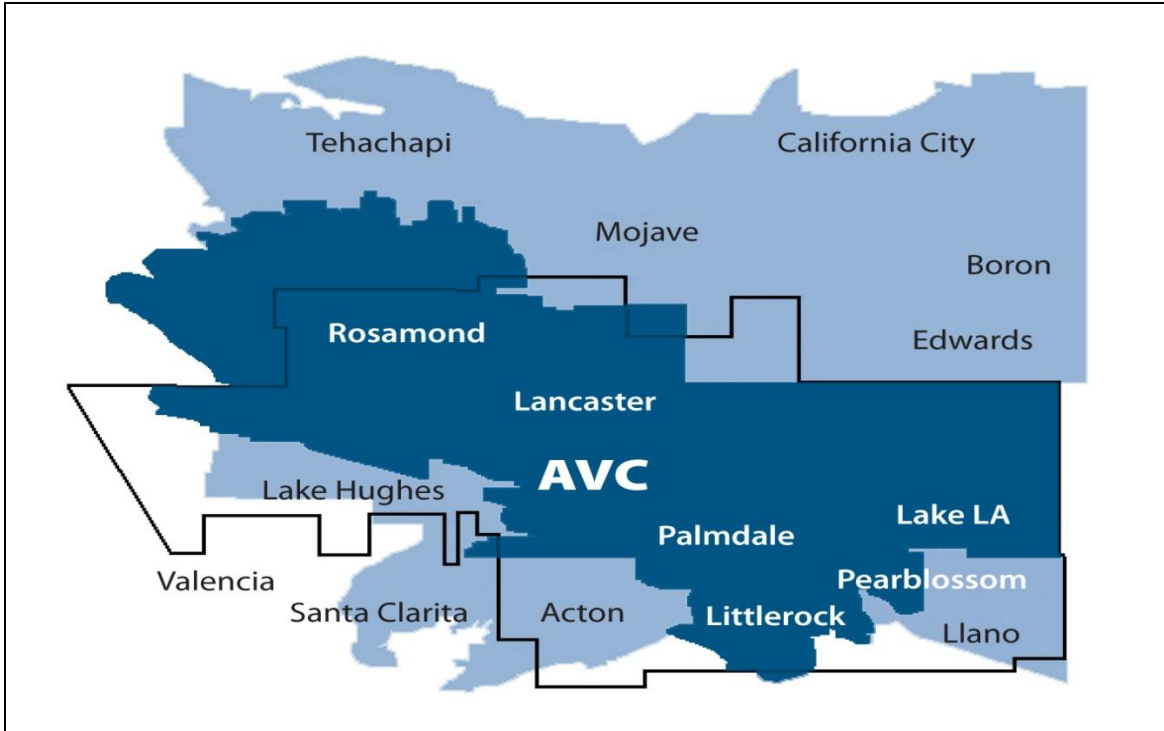 Tehachapi
California City
Mojave
Boron
Rosamond
Edwards
Lancaster
AVC
Lake Hughes
Lake LA
Palmdale
Valencia
Pearblossom
Santa Clarita
Acton
Littlerock
Llano